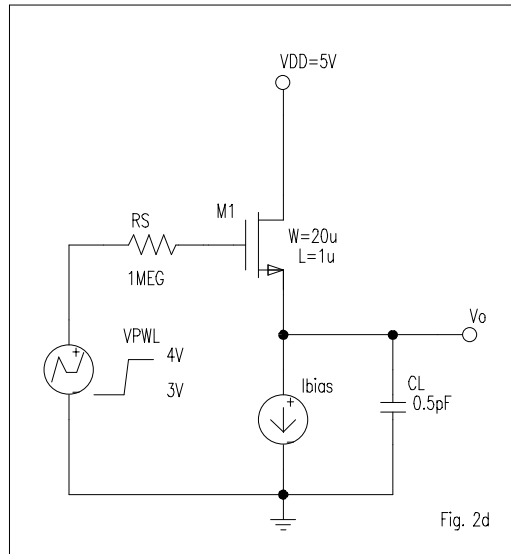 VDD=5V
M1
RS
W=20u
L=1u
1MEG
Vo
VPWL
4V
3V
Ibias
CL
0.5pF
Fig. 2d